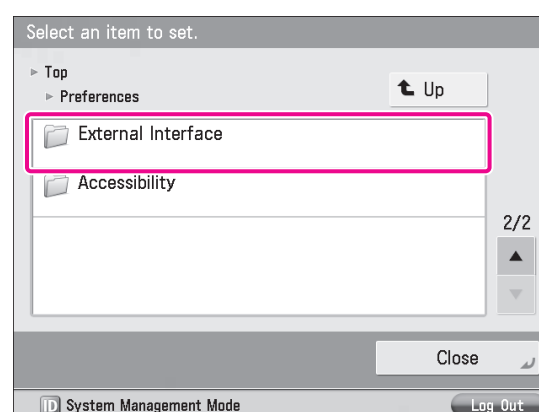 Select an item to set.
Top
Preferences
Up
External Interface
Accessibility
2/2
Close
ID System Management Mode
Log Out